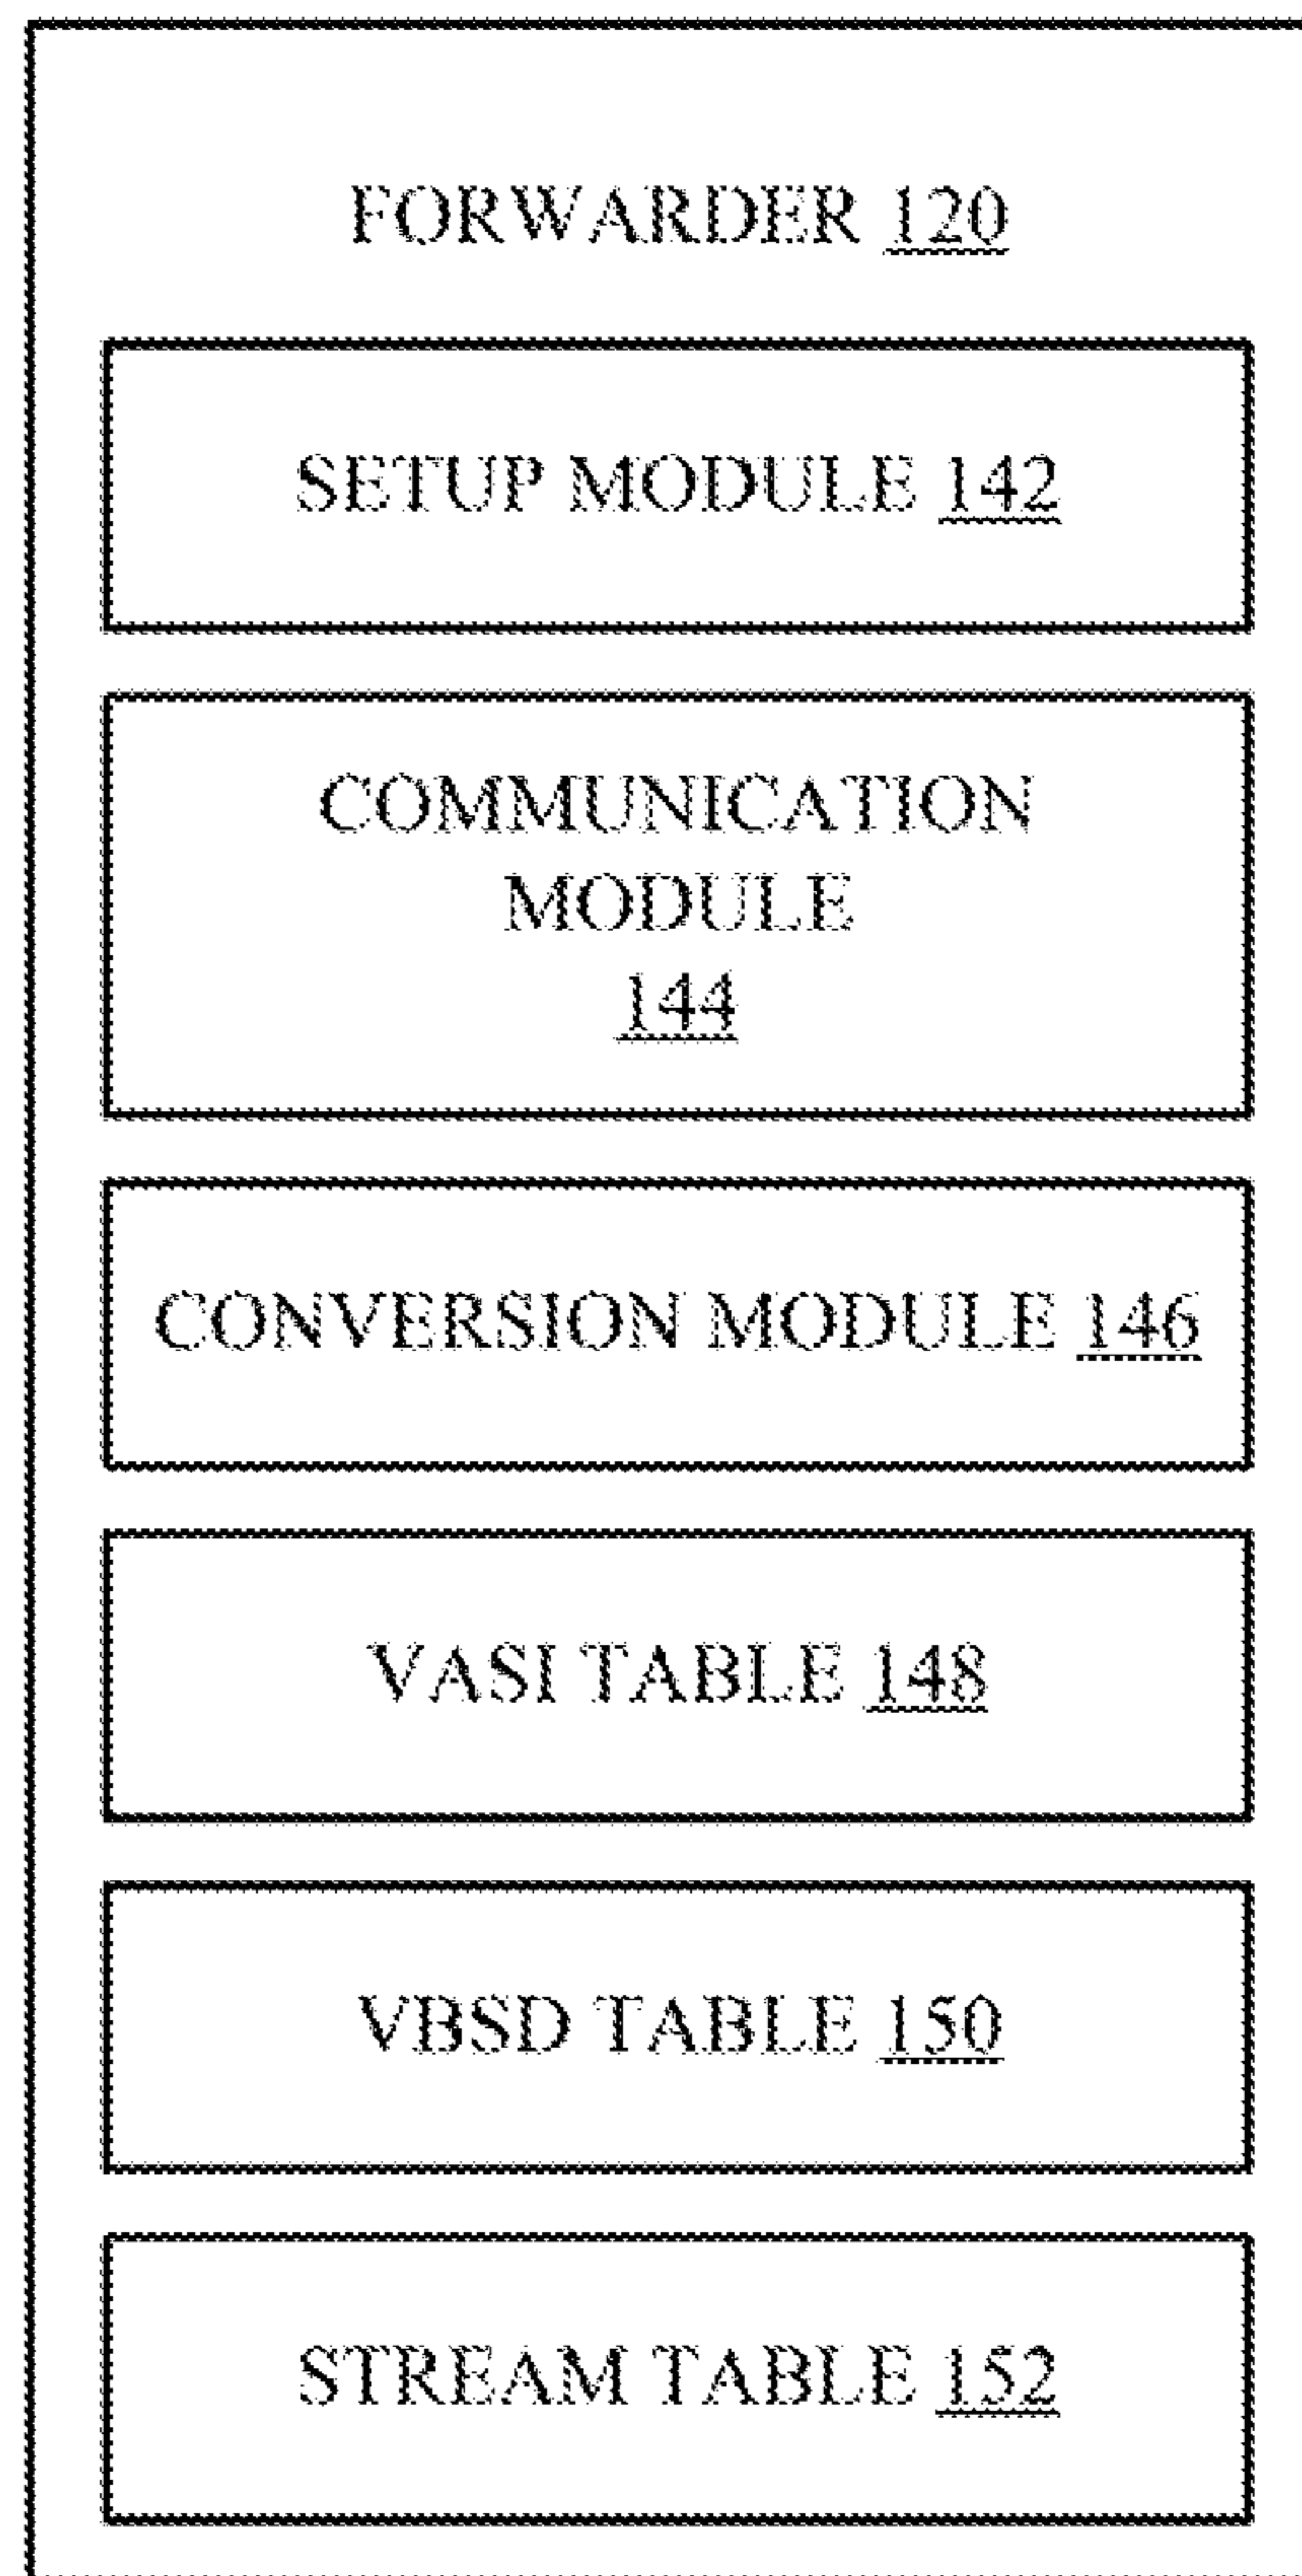 FORWARDER 120
SETUP MODULE 142
COMMUNICATION
MODULE
144
CONVERSION MODULE 146
VASI TABLE 148
VBSD TABLE 150
STREAM TABLE 152